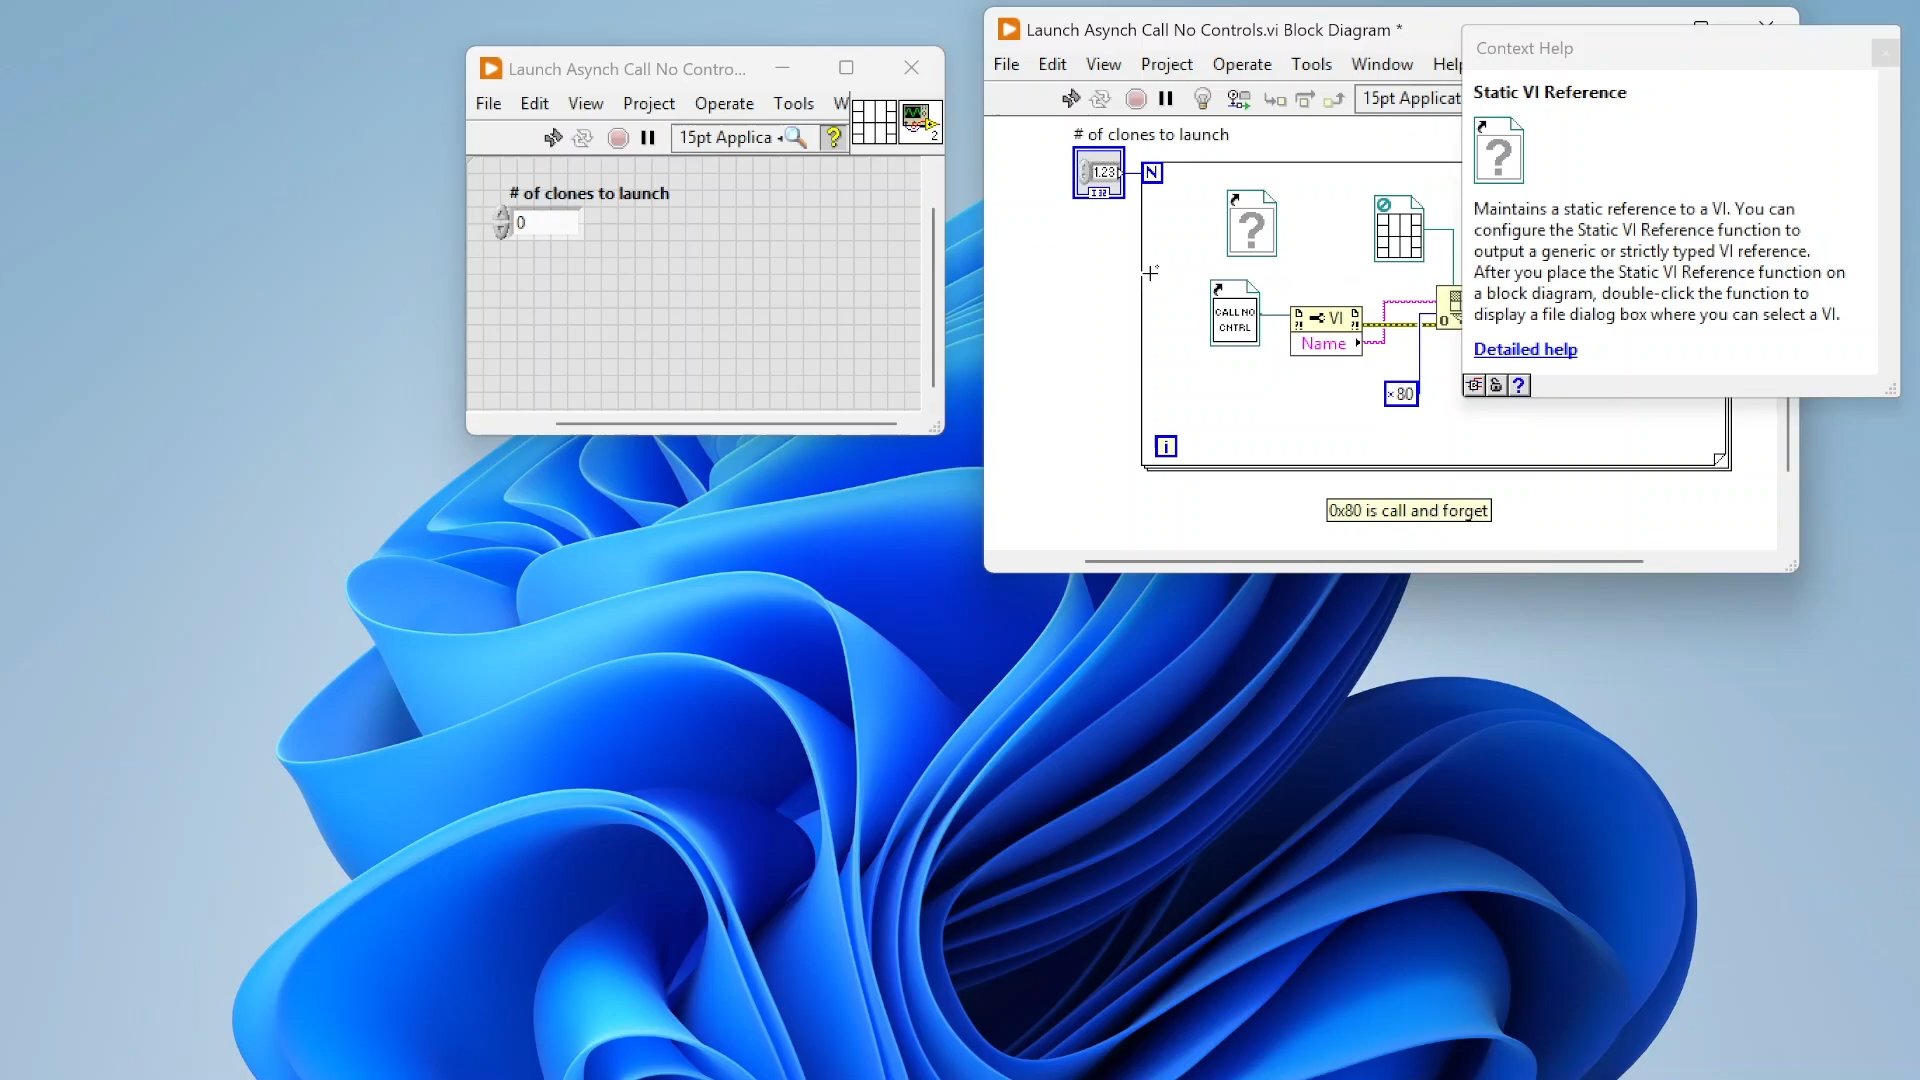 Launch Asynch Call No Contro...
File Edit View Project Operate Tools W
15pt Applica
2
# of clones to launch
0
Launch Asynch Call No Controls.vi Block Diagram *
File Edit View Project Operate Tools Window Help
15pt Applicat
# of clones to launch
1.23
I32
N
?
CALL NO
CNTRL
VI
Name
0
×80
i
0x80 is call and forget
Context Help
Static VI Reference
?
Maintains a static reference to a VI. You can
configure the Static VI Reference function to
output a generic or strictly typed VI reference.
After you place the Static VI Reference function on
a block diagram, double-click the function to
display a file dialog box where you can select a VI.
Detailed help
?